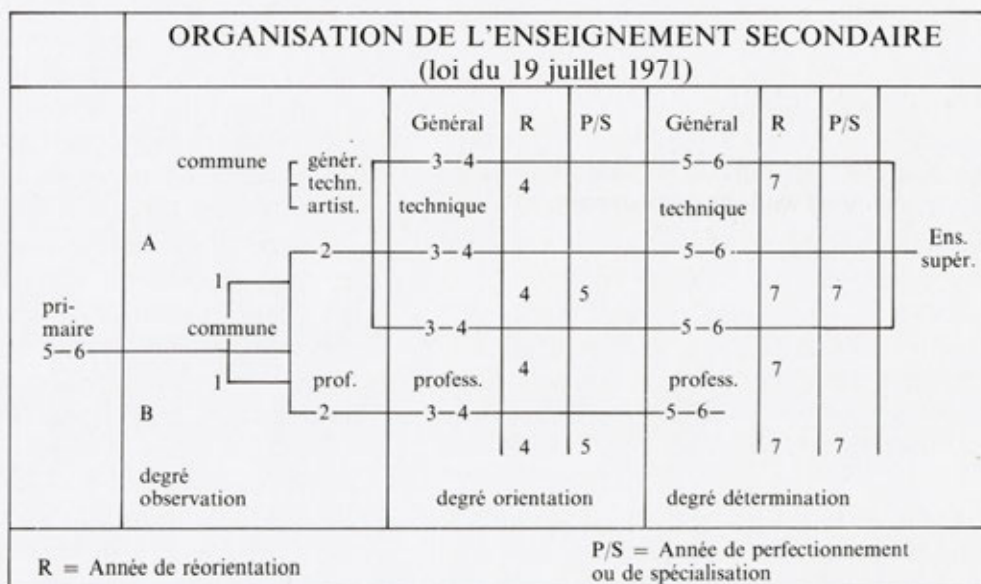 ORGANISATION DE L'ENSEIGNEMENT SECONDAIRE
(loi du 19 juillet 1971)
Général R P/S Général R P/S
commune génér. 3—4 5—6
techn. 4 7
artist. technique technique
A
2 3—4 5—6 Ens.
supér.
1 4 5 7 7
pri-
maire commune 3—4 5—6
5—6
4 7
1 prof. profess. profess.
B 2 3—4 5—6
4 5 7 7
degré
observation degré orientation degré détermination
R = Année de réorientation
P/S = Année de perfectionnement
ou de spécialisation